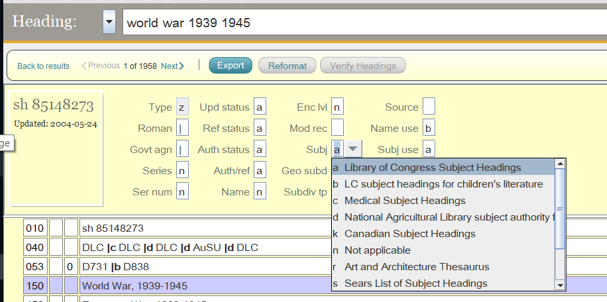 Heading: world war 1939 1945
Back to results Previous 1 of 1958 Next Export Reformat Verify Headings
sh 85148273
Updated: 2004-05-24
ge
Type z Upd status a Enc lvl n Source
Roman | Ref status a Mod rec Name use b
Govt agn | Auth status a Subj a Subj use a
Series n Auth/ref a Geo subd
Ser num n Name n Subdiv tp
a Library of Congress Subject Headings
b LC subject headings for children's literature
c Medical Subject Headings
d National Agricultural Library subject authority f
k Canadian Subject Headings
n Not applicable
r Art and Architecture Thesaurus
s Sears List of Subject Headings
010 sh 85148273
040 DLC |c DLC |d DLC |d AuSU |d DLC
053 0 D731 |b D838
150 World War, 1939-1945